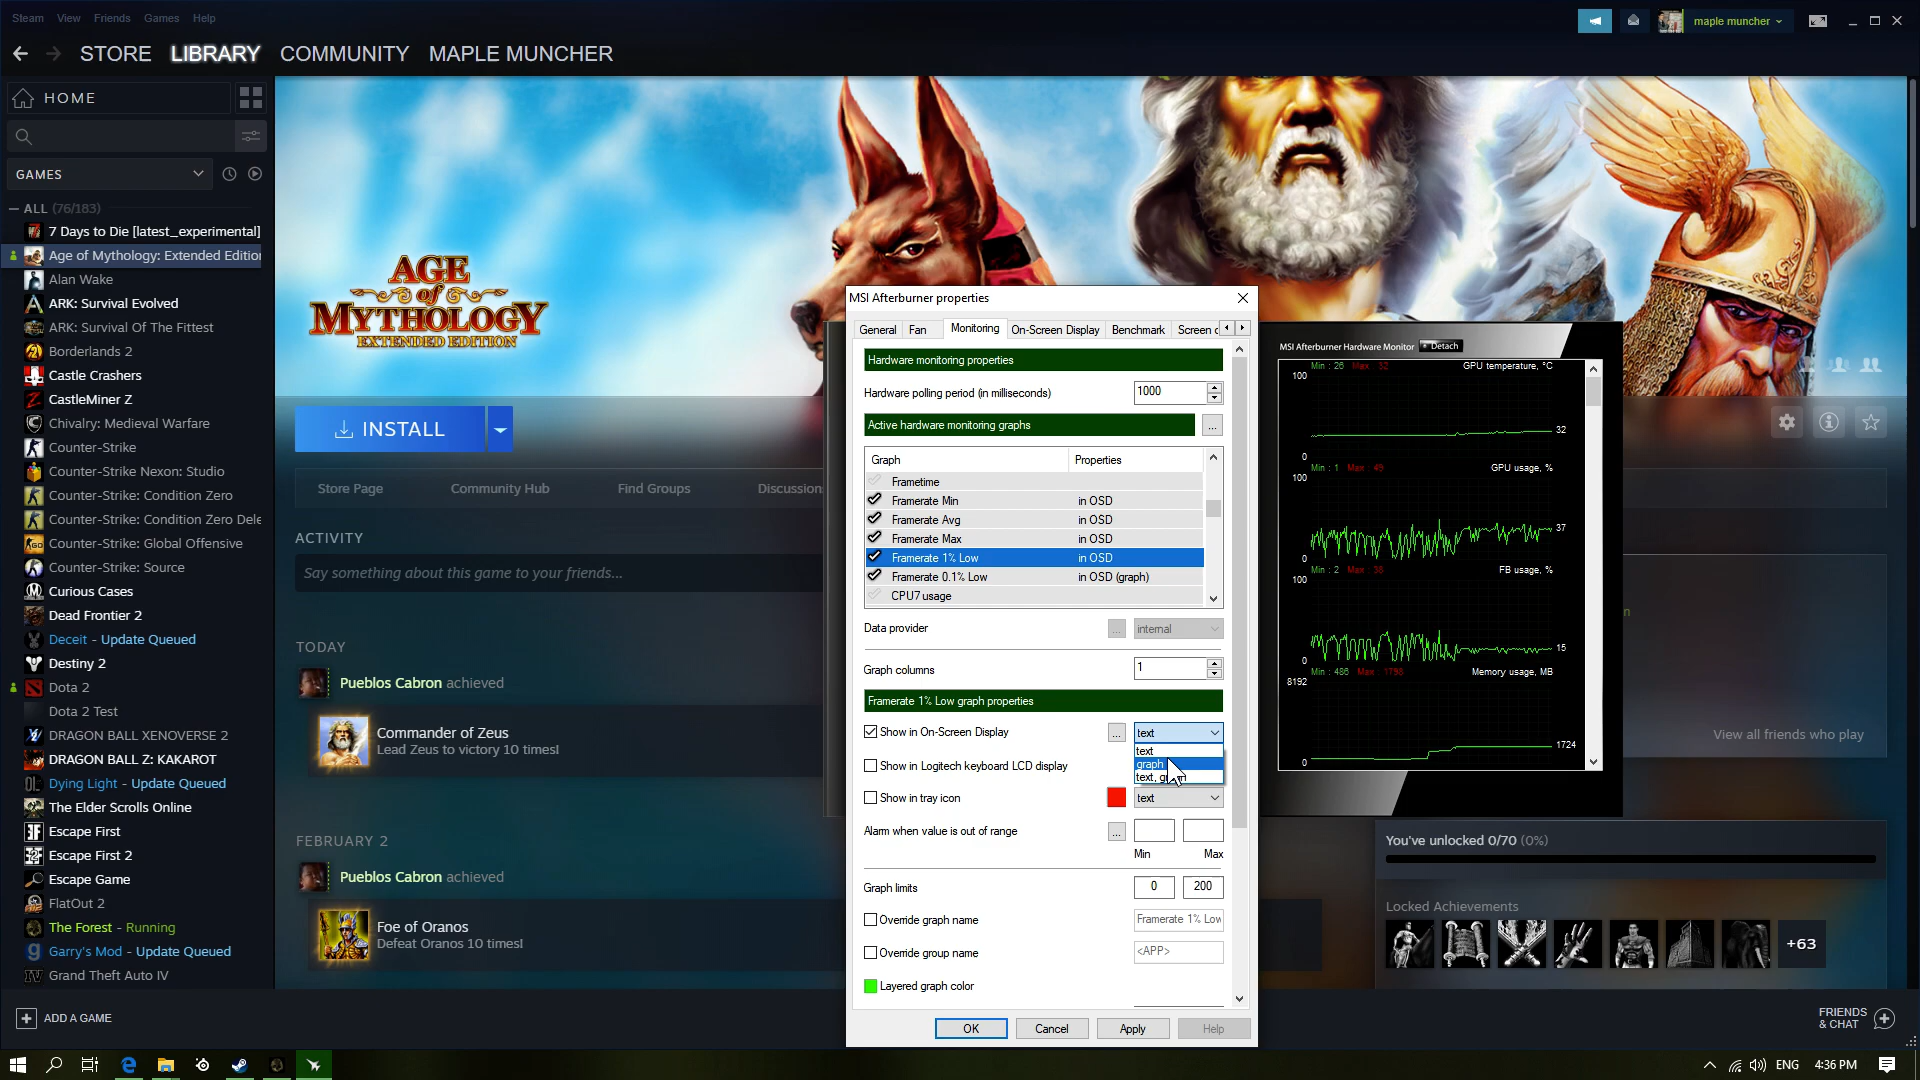 Steam View Friends Games Help
maple muncher
STORE LIBRARY COMMUNITY MAPLE MUNCHER
HOME
GAMES
ALL (76/183)
7 Days to Die [latest_experimental]
Age of Mythology: Extended Edition
Alan Wake
ARK: Survival Evolved
ARK: Survival Of The Fittest
Borderlands 2
Castle Crashers
CastleMiner Z
Chivalry: Medieval Warfare
Counter-Strike
Counter-Strike Nexon: Studio
Counter-Strike: Condition Zero
Counter-Strike: Condition Zero Dele
Counter-Strike: Global Offensive
Counter-Strike: Source
Curious Cases
Dead Frontier 2
Deceit - Update Queued
Destiny 2
Dota 2
Dota 2 Test
DRAGON BALL XENOVERSE 2
DRAGON BALL Z: KAKAROT
Dying Light - Update Queued
The Elder Scrolls Online
Escape First
Escape First 2
Escape Game
FlatOut 2
The Forest - Running
Garry's Mod - Update Queued
Grand Theft Auto IV
ADD A GAME
AGE of MYTHOLOGY
EXTENDED EDITION
INSTALL
Store Page Community Hub Find Groups Discussion
ACTIVITY
Say something about this game to your friends...
TODAY
Pueblos Cabron achieved
Commander of Zeus
Lead Zeus to victory 10 times!
FEBRUARY 2
Pueblos Cabron achieved
Foe of Oranos
Defeat Oranos 10 times!
MSI Afterburner properties
General Fan Monitoring On-Screen Display Benchmark Screen c
Hardware monitoring properties
Hardware polling period (in milliseconds) 1000
Active hardware monitoring graphs ...
Graph Properties
Frametime
Framerate Min in OSD
Framerate Avg in OSD
Framerate Max in OSD
Framerate 1% Low in OSD
Framerate 0.1% Low in OSD (graph)
CPU7 usage
Data provider ... internal
Graph columns 1
Framerate 1% Low graph properties
Show in On-Screen Display ... text
text
graph
text,
Show in Logitech keyboard LCD display
Show in tray icon text
Alarm when value is out of range ...
Min Max
Graph limits 0 200
Override graph name Framerate 1% Low
Override group name <APP>
Layered graph color
OK Cancel Apply Help
MSI Afterburner Hardware Monitor Detach
Min : 26 Max : 32 GPU temperature, °C
100
32
0
Min : 1 Max : 49 GPU usage, %
100
37
0
Min : 2 Max : 38 FB usage, %
100
15
0
Min : 486 Max : 1798 Memory usage, MB
8192
1724
0
View all friends who play
You've unlocked 0/70 (0%)
Locked Achievements
+63
FRIENDS
& CHAT
ENG 4:36 PM